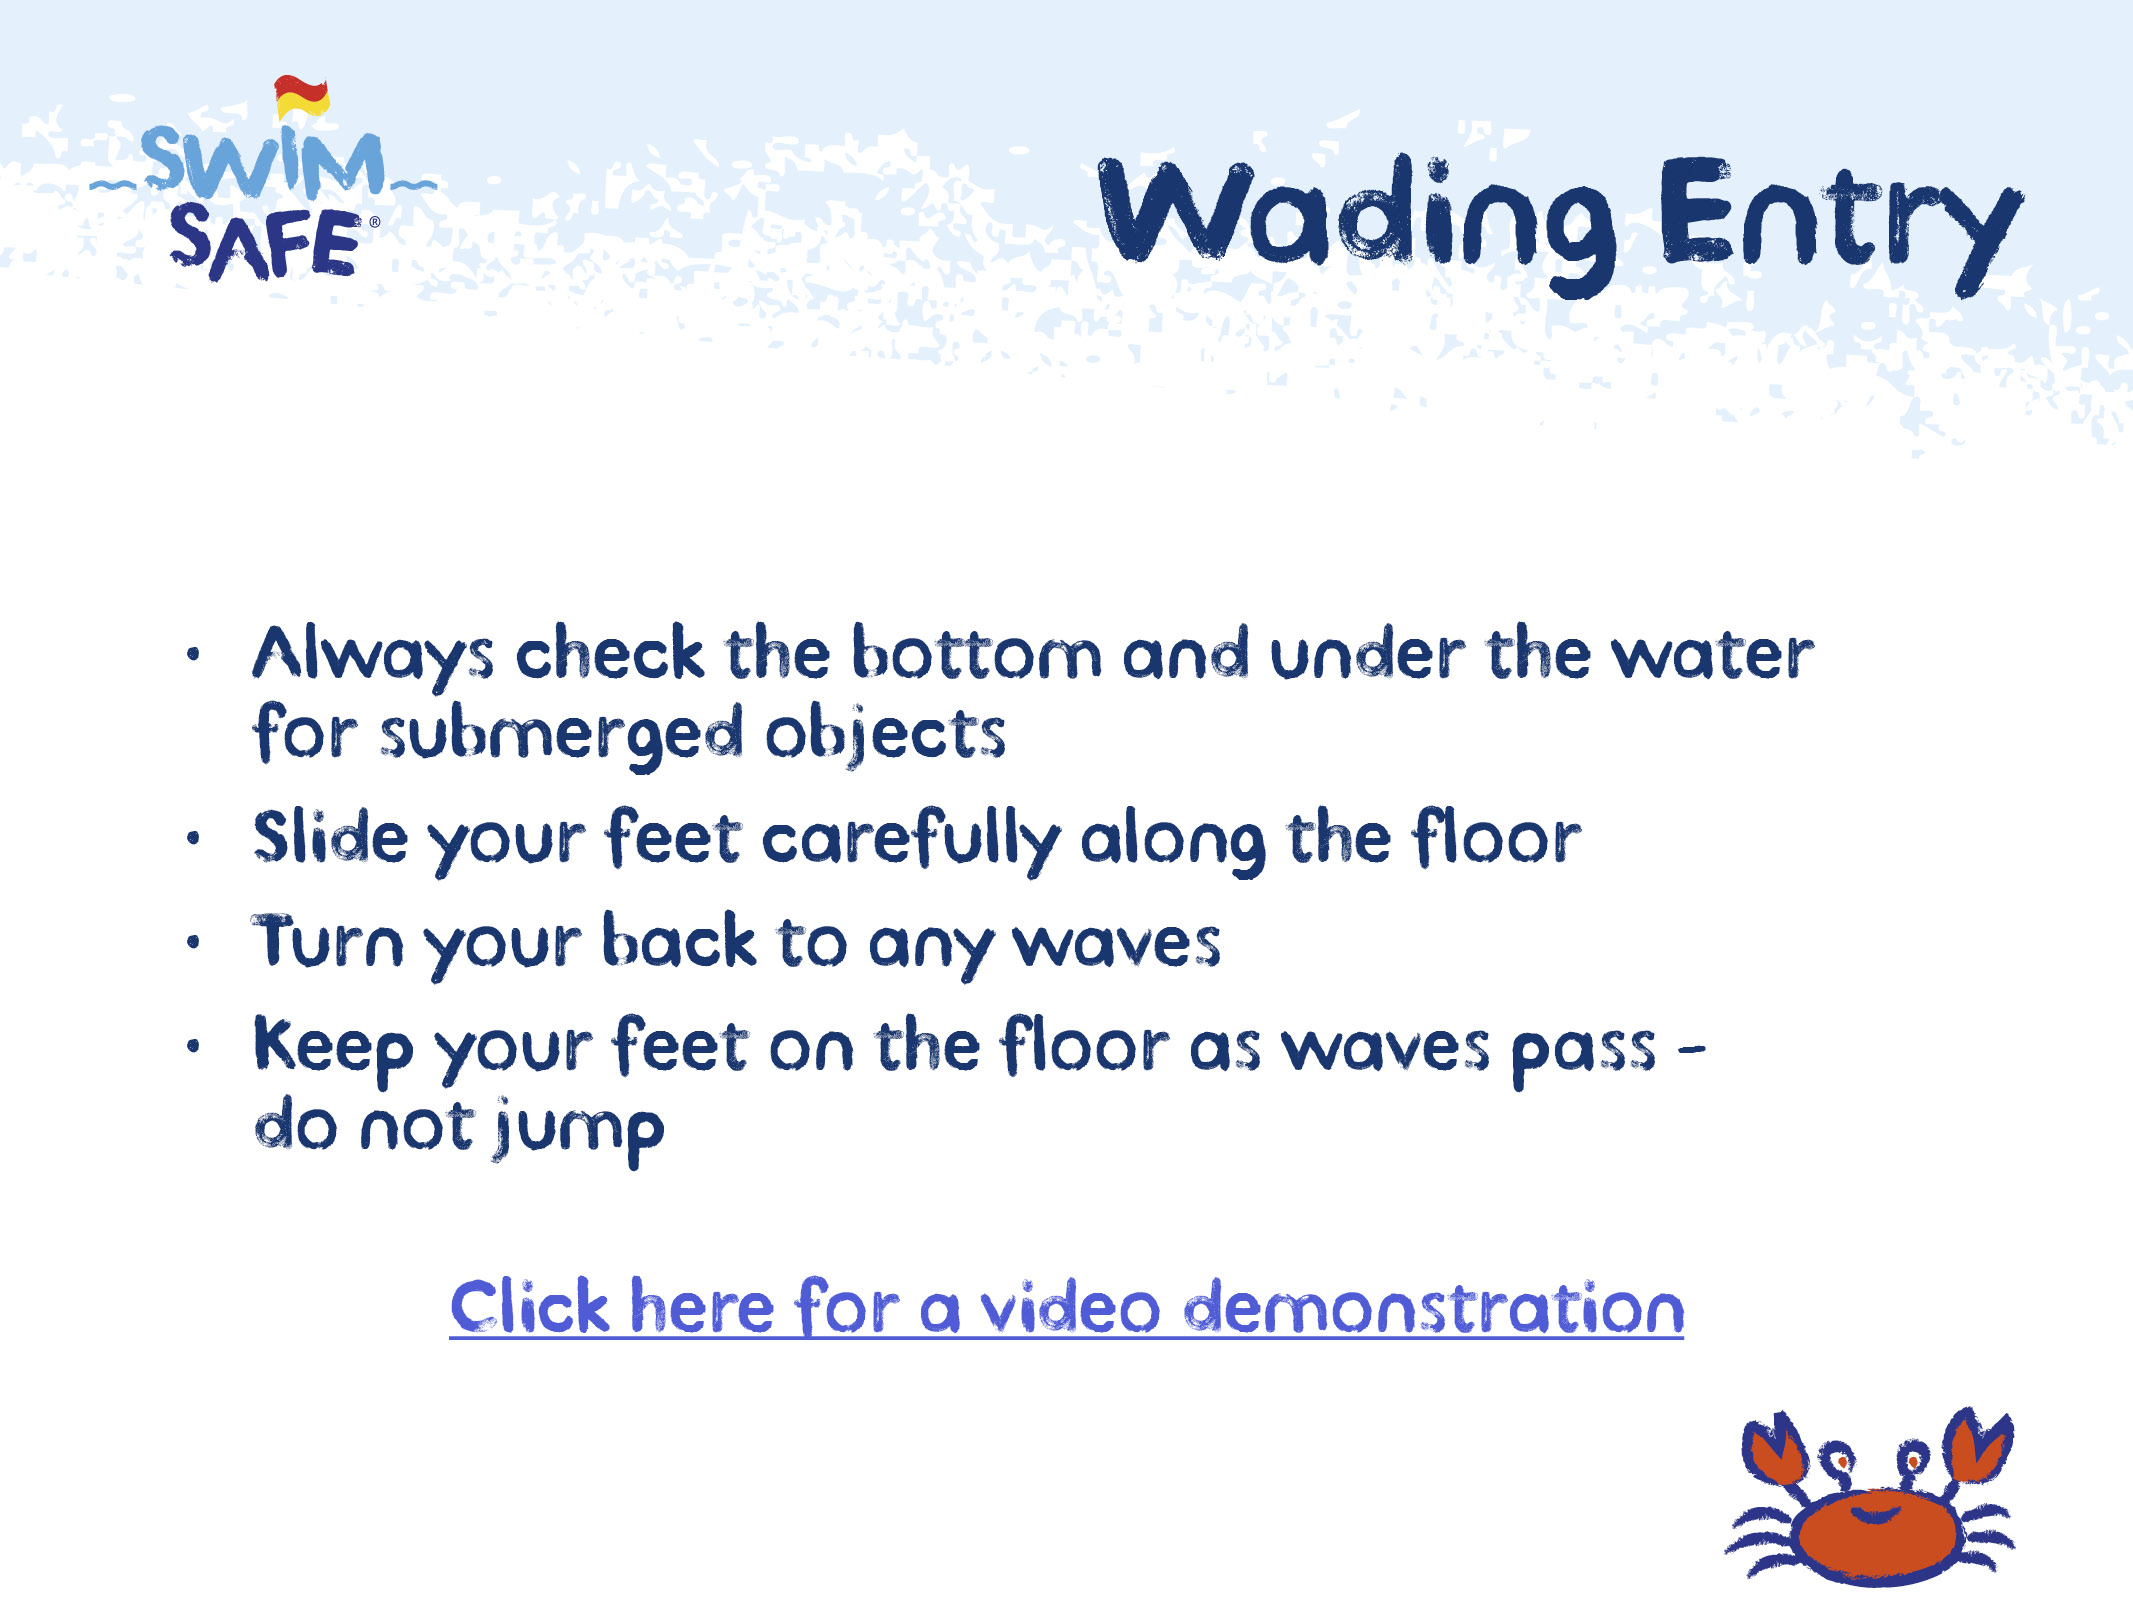 SWIM
SAFE®
Wading Entry
• Always check the bottom and under the water
for submerged objects
• Slide your feet carefully along the floor
• Turn your back to any waves
• Keep your feet on the floor as waves pass -
do not jump
Click here for a video demonstration